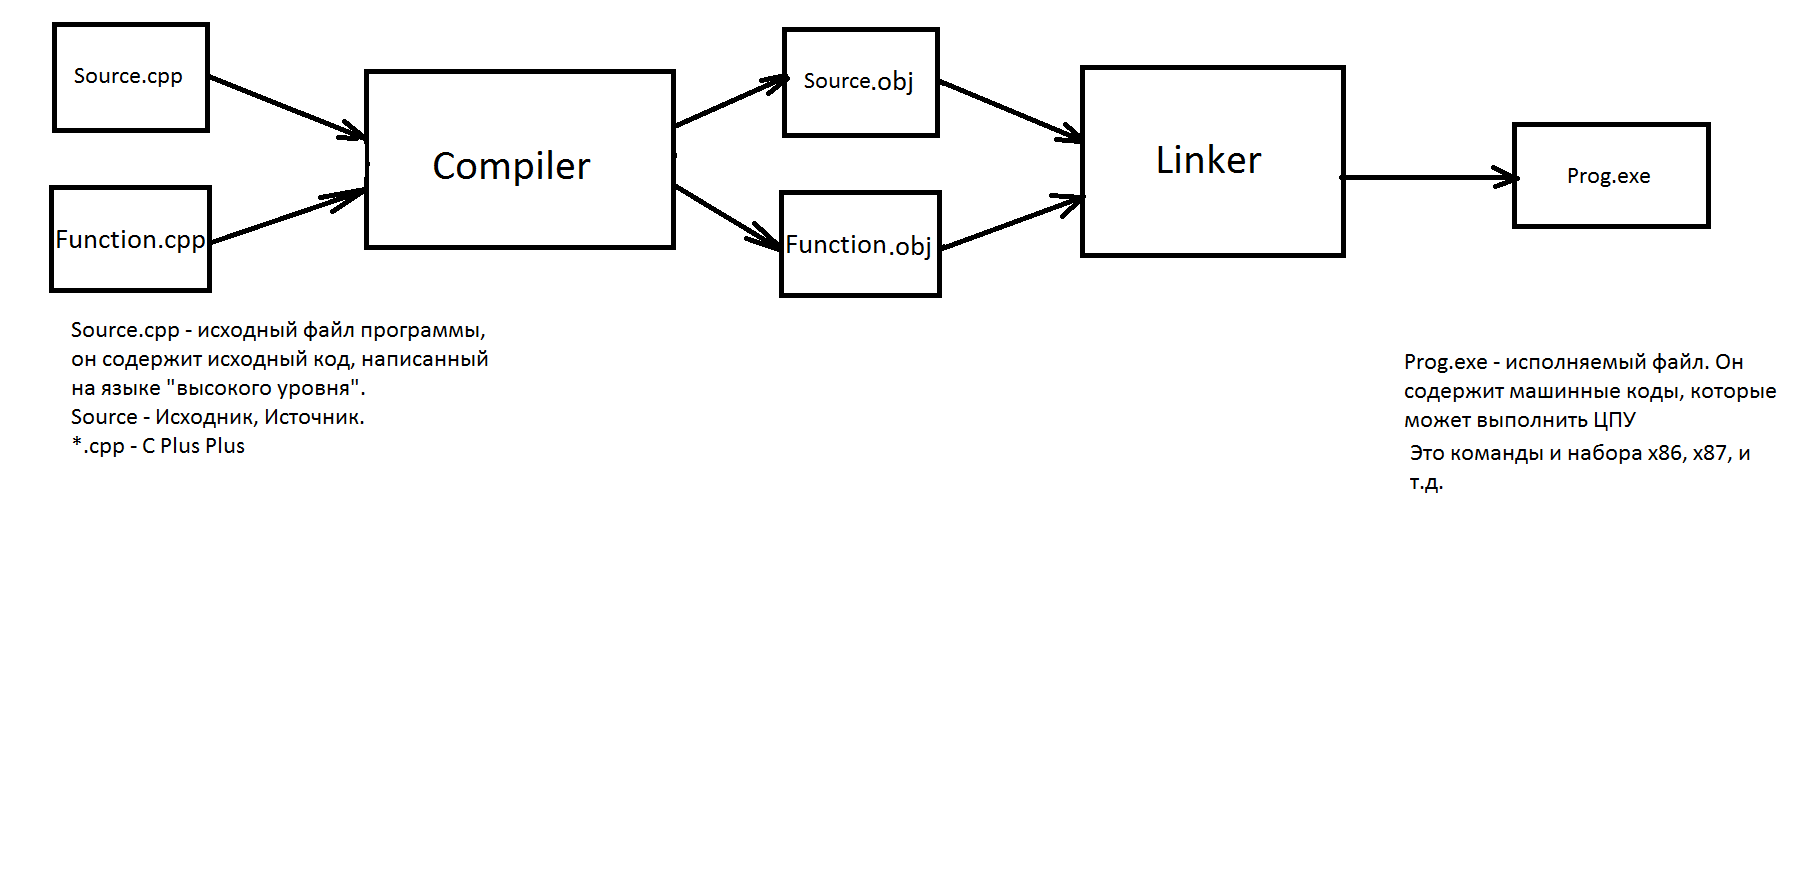 Source.cpp
Function.cpp
Compiler
Source.obj
Function.obj
Linker
Prog.exe
Source.cpp - исходный файл программы,
он содержит исходный код, написанный
на языке "высокого уровня".
Source - Исходник, Источник.
*.cpp - C Plus Plus
Prog.exe - исполняемый файл. Он
содержит машинные коды, которые
может выполнить ЦПУ
Это команды и набора x86, x87, и
т.д.